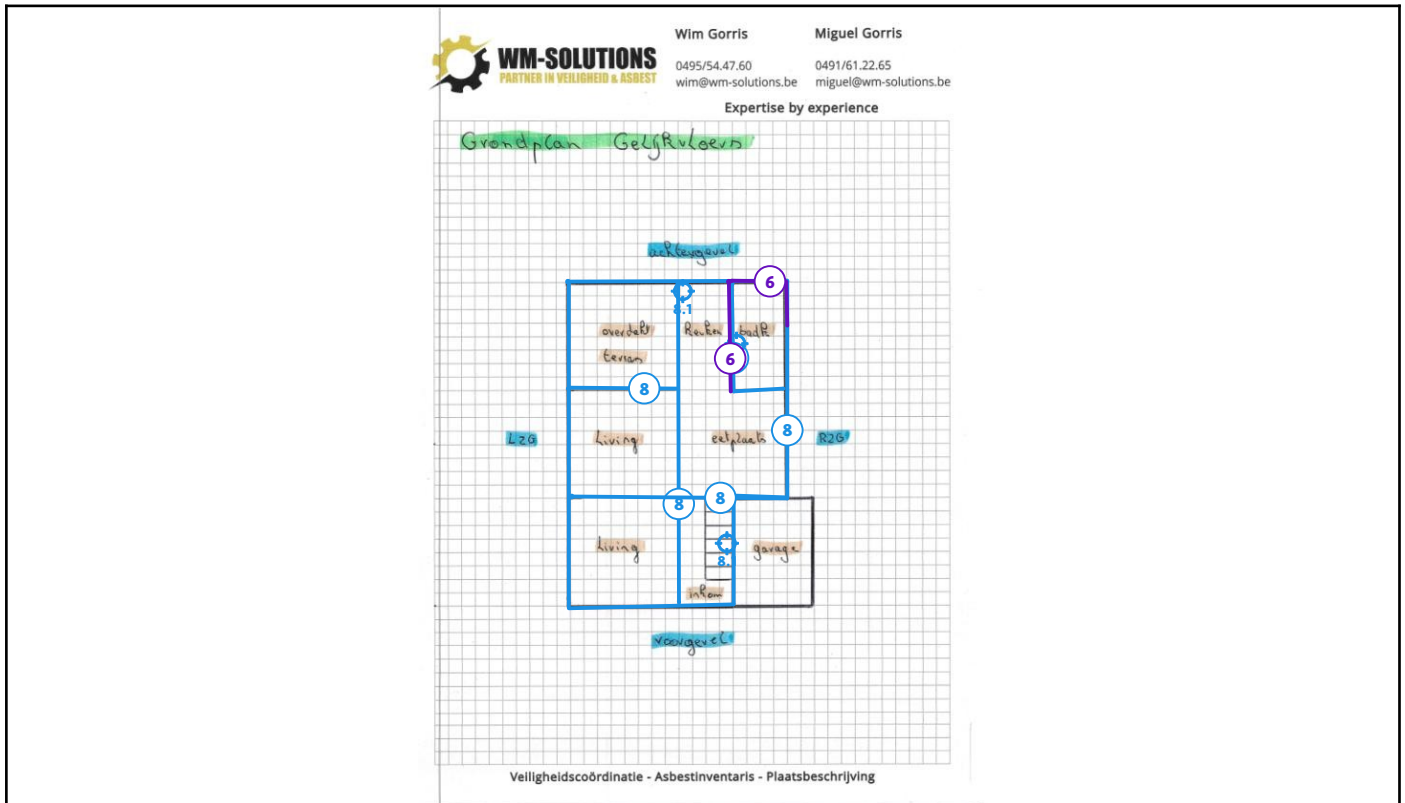 WM-SOLUTIONS
PARTNER IN VEILIGHEID & ASBEST
Wim Gorris
0495/54.47.60
wim@wm-solutions.be
Miguel Gorris
0491/61.22.65
miguel@wm-solutions.be
Expertise by experience
Grondplan Gelijkvloers
achtergevel
6
8.1
overdekt
terras
keuken
badk
6
8
LZG
Living
eetplaats
8
RZG
8
8
Living
8.
garage
inkom
voorgevel
Veiligheidscoördinatie - Asbestinventaris - Plaatsbeschrijving